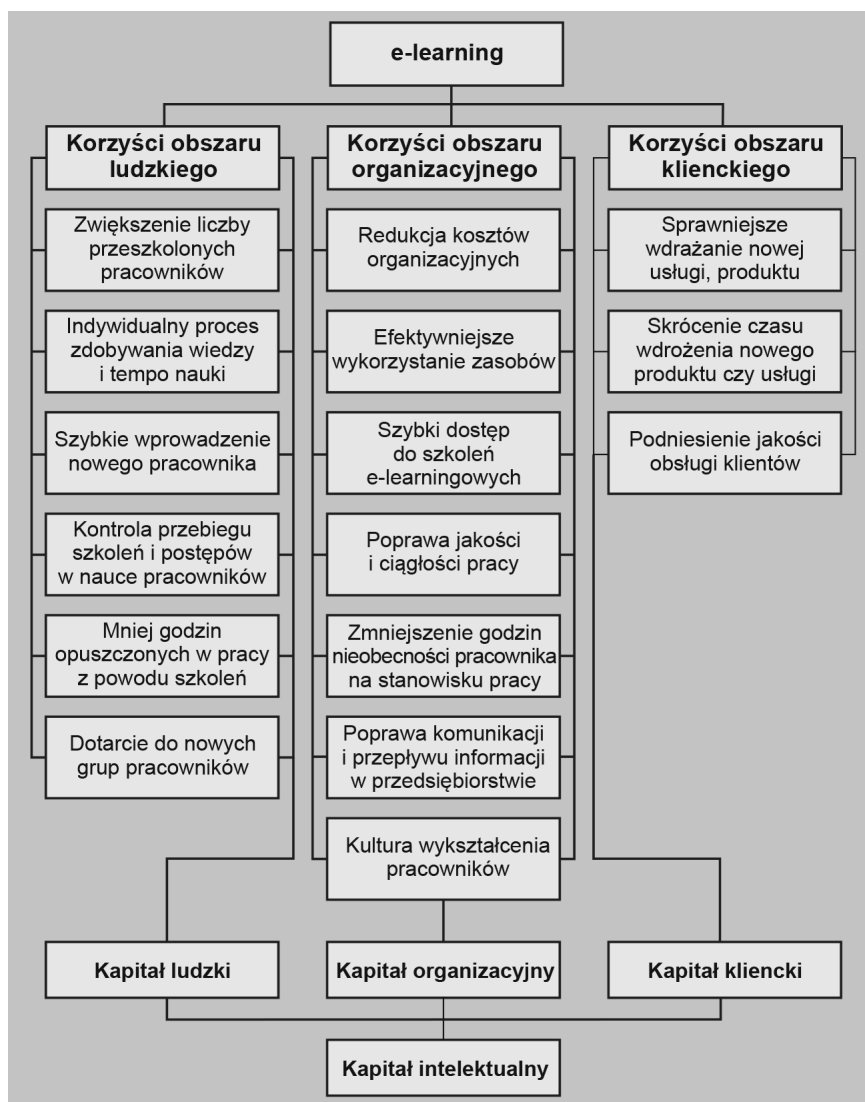 e-learning
Korzyści obszaru
ludzkiego
Zwiększenie liczby
przeszkolonych
pracowników
Indywidualny proces
zdobywania wiedzy
i tempo nauki
Szybkie wprowadzenie
nowego pracownika
Kontrola przebiegu
szkoleń i postępów
w nauce pracowników
Mniej godzin
opuszczonych w pracy
z powodu szkoleń
Dotarcie do nowych
grup pracowników
Korzyści obszaru
organizacyjnego
Redukcja kosztów
organizacyjnych
Efektywniejsze
wykorzystanie zasobów
Szybki dostęp
do szkoleń
e-learningowych
Poprawa jakości
i ciągłości pracy
Zmniejszenie godzin
nieobecności pracownika
na stanowisku pracy
Poprawa komunikacji
i przepływu informacji
w przedsiębiorstwie
Kultura wykształcenia
pracowników
Korzyści obszaru
klienckiego
Sprawniejsze
wdrażanie nowej
usługi, produktu
Skrócenie czasu
wdrożenia nowego
produktu czy usługi
Podniesienie jakości
obsługi klientów
Kapitał ludzki
Kapitał organizacyjny
Kapitał kliencki
Kapitał intelektualny